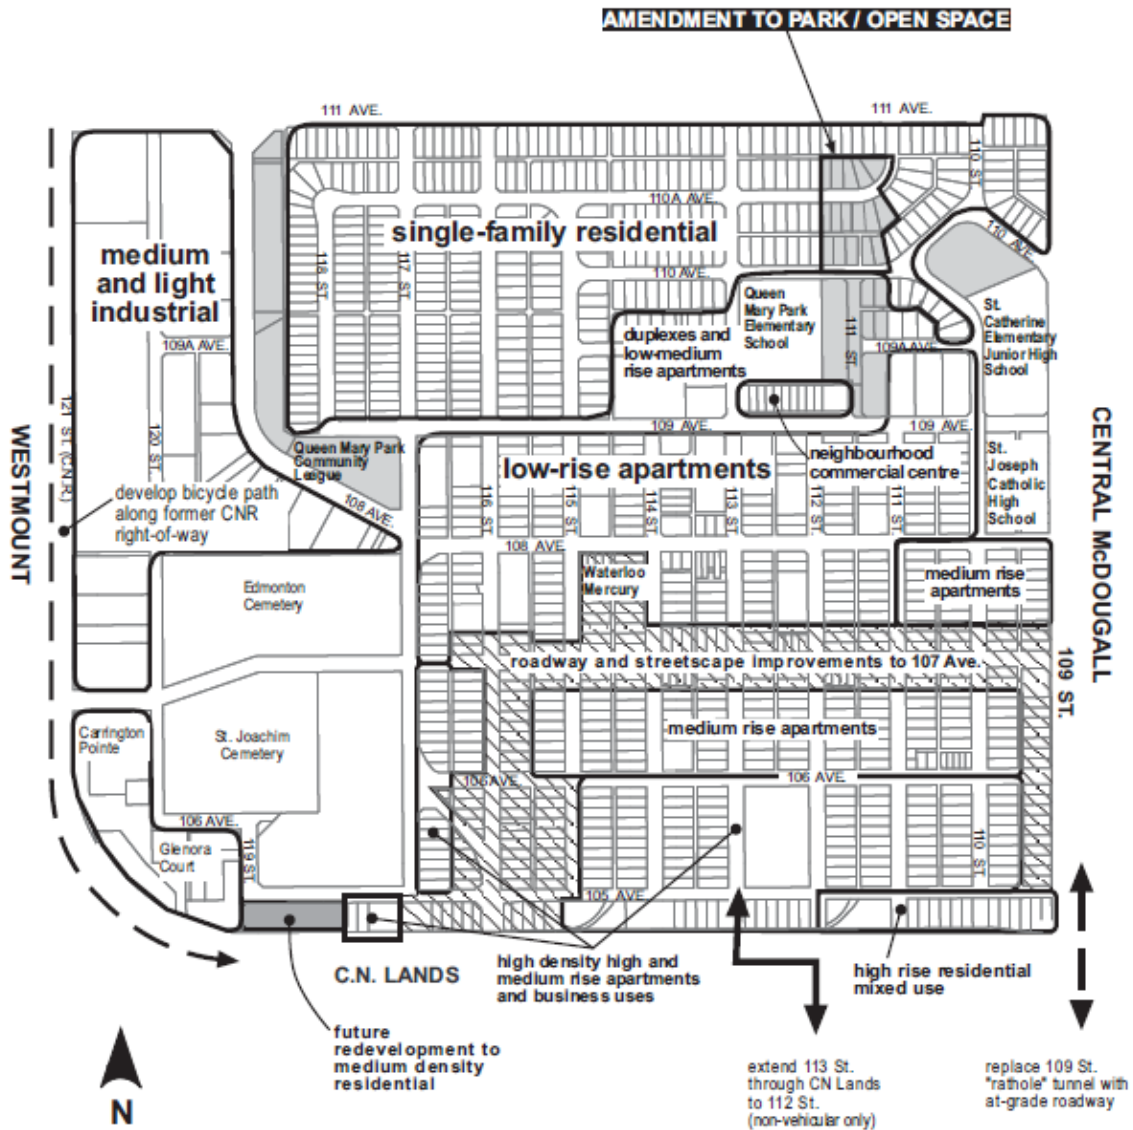 AMENDMENT TO PARK / OPEN SPACE
111 AVE.
111 AVE.
110 ST.
110A AVE.
single-family residential
110 AVE.
medium
and light
industrial
118 ST.
117 ST.
110 AVE.
Queen
Mary Park
Elementary
School
St.
Catherine
Elementary
Junior High
School
111 ST.
duplexes and
low-medium
rise apartments
109A AVE.
109A AVE.
121 ST. (C.N.R.)
120 ST.
WESTMOUNT
CENTRAL McDOUGALL
109 AVE.
109 AVE.
Queen Mary Park
Community
League
low-rise apartments
neighbourhood
commercial centre
St.
Joseph
Catholic
High
School
develop bicycle path
along former CNR
right-of-way
108 AVE.
116 ST.
115 ST.
114 ST.
113 ST.
112 ST.
111 ST.
108 AVE.
Waterloo
Mercury
medium rise
apartments
Edmonton
Cemetery
roadway and streetscape improvements to 107 Ave.
109 ST.
Carrington
Pointe
St. Joachim
Cemetery
medium rise apartments
106 AVE.
106 AVE.
106 AVE.
Glenora
Court
119 ST.
110 ST.
105 AVE.
C.N. LANDS
high density high and
medium rise apartments
and business uses
high rise residential
mixed use
future
redevelopment to
medium density
residential
extend 113 St.
through CN Lands
to 112 St.
(non-vehicular only)
replace 109 St.
"rathole" tunnel with
at-grade roadway
N